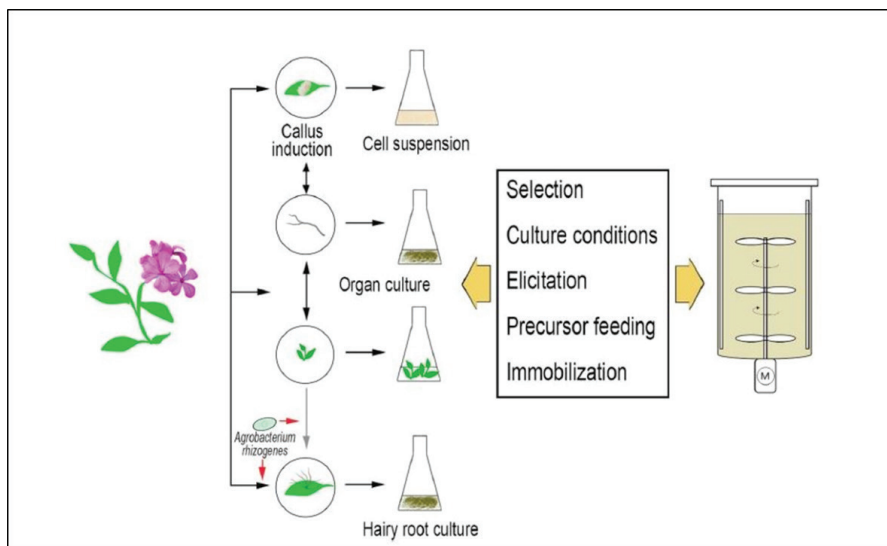 Callus
induction
Cell suspension
Organ culture
Agrobacterium
rhizogenes
Hairy root culture
Selection
Culture conditions
Elicitation
Precursor feeding
Immobilization
M